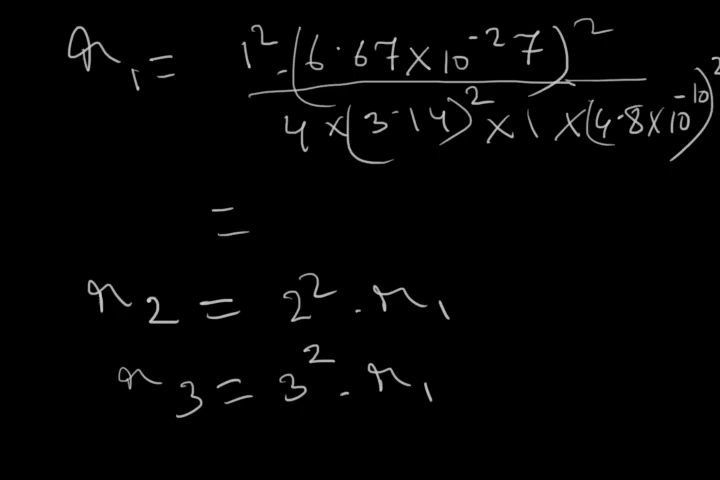 r₁ = 1²·(6·67×10⁻²7)²
4×(3·14)²×1×(4·8×10⁻¹⁰)²
=
r₂ = 2²·r₁
r₃ = 3²·r₁